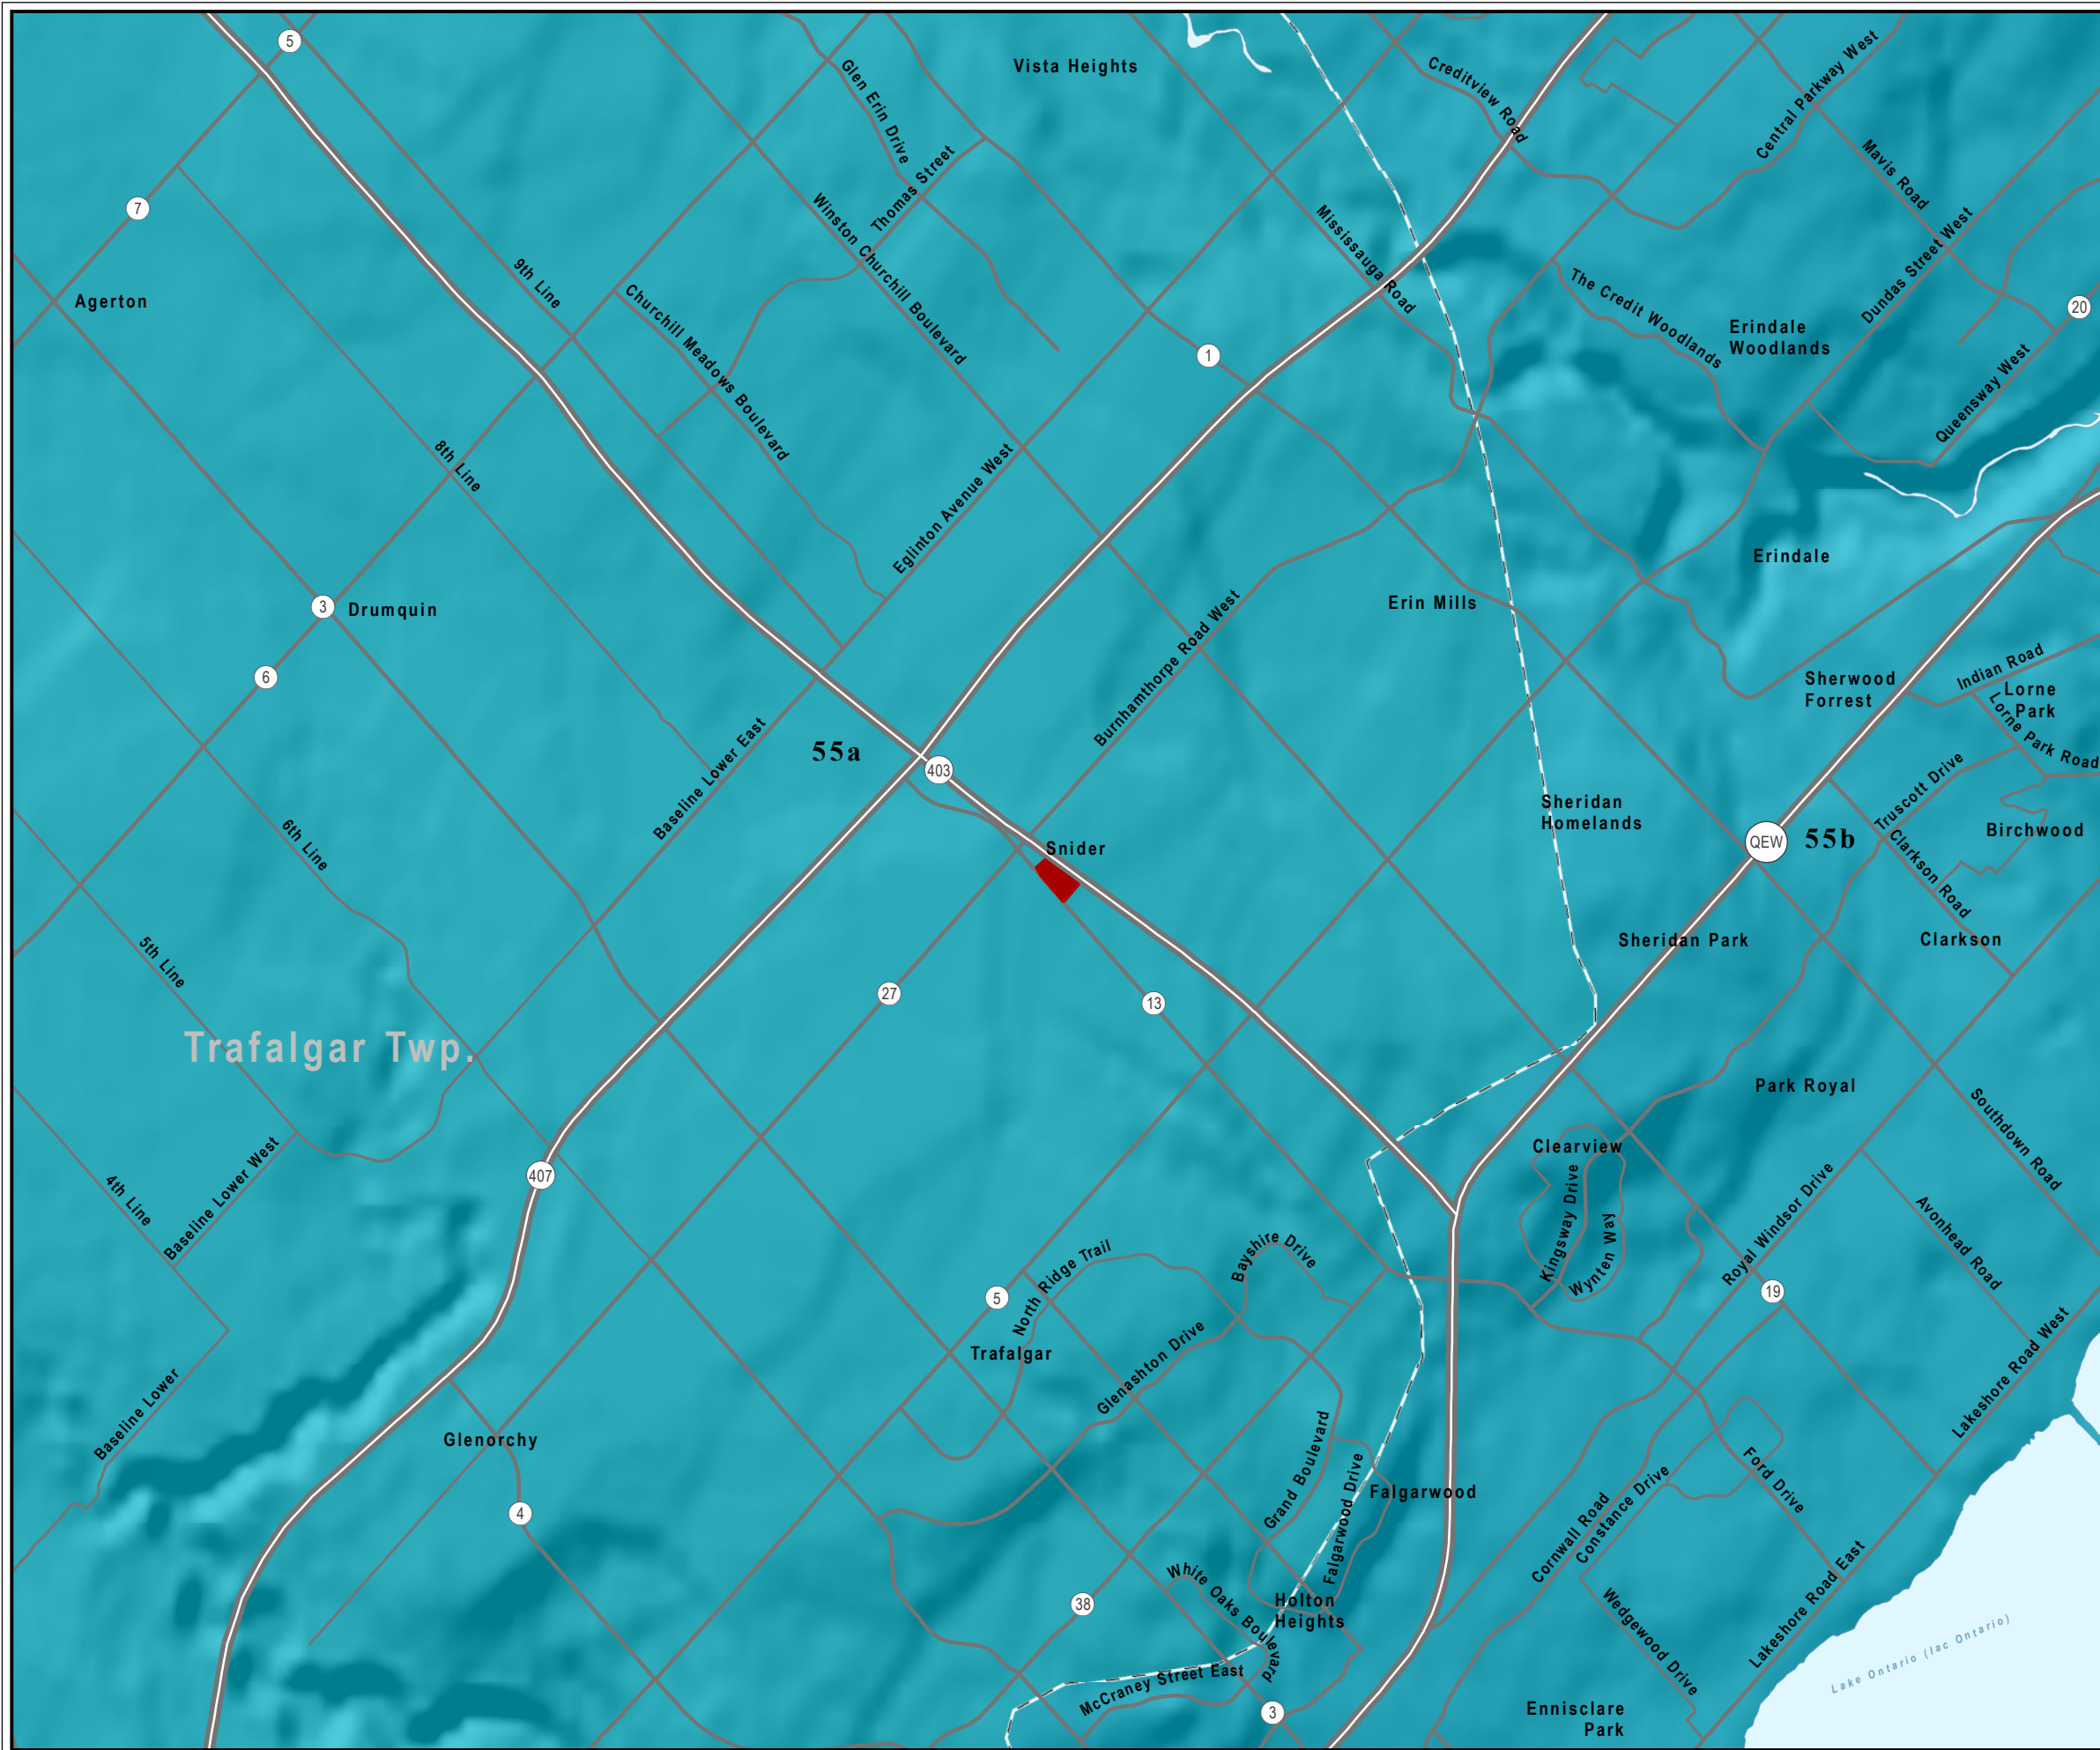 5
Vista Heights
Glen Erin Drive
Creditview Road
Central Parkway West
Mavis Road
Thomas Street
7
Winston Churchill Boulevard
Mississauga Road
Dundas Street West
Agerton
9th Line
Churchill Meadows Boulevard
The Credit Woodlands
Erindale
Woodlands
20
1
Queensway West
8th Line
Eglinton Avenue West
Erindale
3
Drumquin
Erin Mills
Burnhamthorpe Road West
6
Sherwood
Forrest
Indian Road
Lorne
Park
Lorne Park Road
55a
403
Baseline Lower East
Truscott Drive
Sheridan
Homelands
QEW
55b
Birchwood
6th Line
Snider
Clarkson Road
5th Line
Sheridan Park
Clarkson
27
13
Trafalgar Twp.
Park Royal
Southdown Road
4th Line
Baseline Lower West
407
Clearview
Kingsway Drive
Wynten Way
Royal Windsor Drive
Avonhead Road
North Ridge Trail
Bayshire Drive
5
19
Trafalgar
Glenashton Drive
Lakeshore Road West
Baseline Lower
Glenorchy
Grand Boulevard
Falgarwood Drive
Falgarwood
Ford Drive
4
Cornwall Road
Constance Drive
38
White Oaks Boulevard
Holton
Heights
Wedgewood Drive
Lakeshore Road East
Lake Ontario (lac Ontario)
McCraney Street East
3
Ennisclare
Park